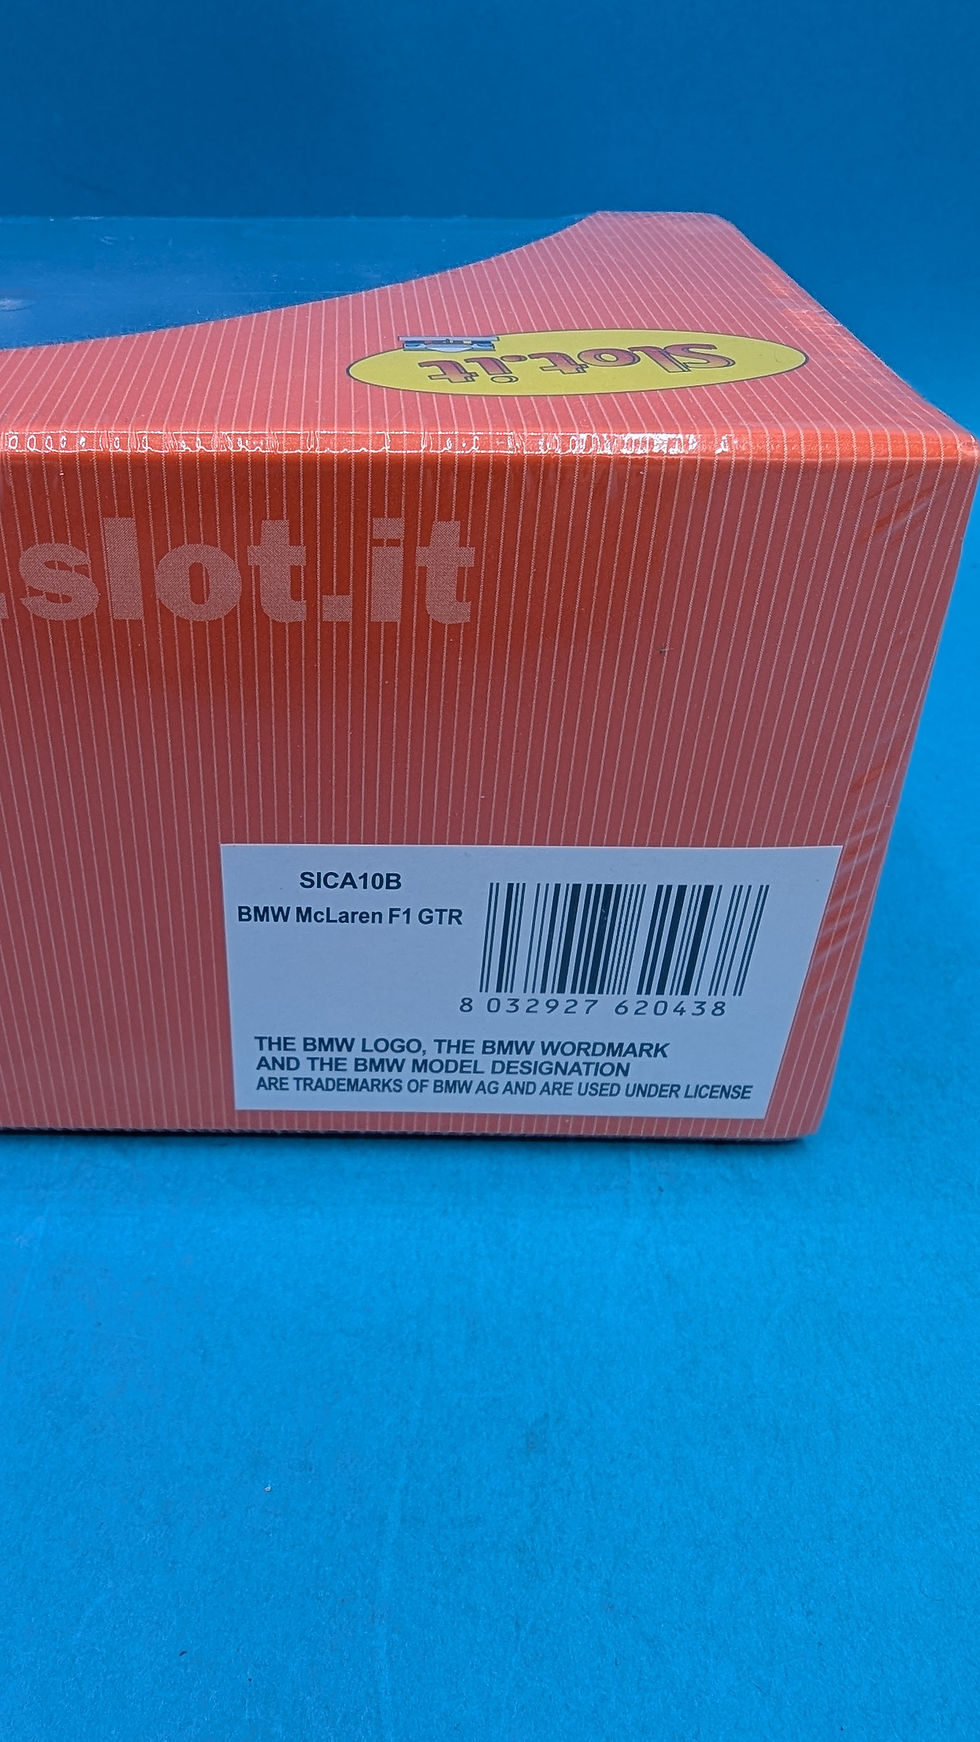 Slot.it
.slot.it
SICA10B
BMW McLaren F1 GTR
8 032927 620438
THE BMW LOGO, THE BMW WORDMARK
AND THE BMW MODEL DESIGNATION
ARE TRADEMARKS OF BMW AG AND ARE USED UNDER LICENSE